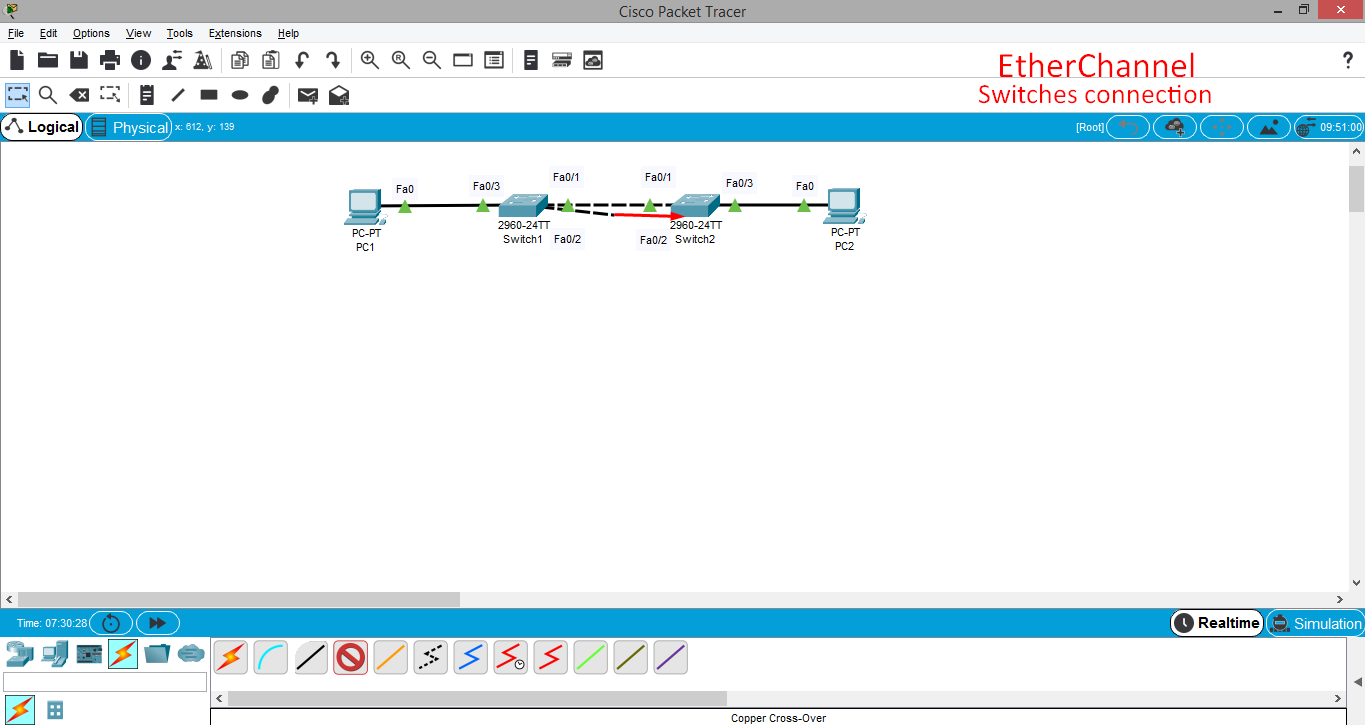 Cisco Packet Tracer
File Edit Options View Tools Extensions Help
EtherChannel
Switches connection
?
Logical Physical x: 612, y: 139 [Root] 09:51:00
Fa0 Fa0/3 Fa0/1 Fa0/1 Fa0/3 Fa0
PC-PT
PC1
2960-24TT
Switch1
Fa0/2
Fa0/2
2960-24TT
Switch2
PC-PT
PC2
Time: 07:30:28 Realtime Simulation
Copper Cross-Over